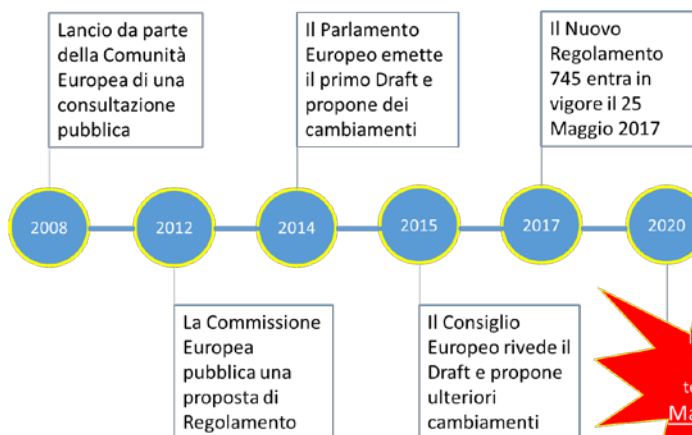 Lancio da parte
della Comunità
Europea di una
consultazione
pubblica
Il Parlamento
Europeo emette
il primo Draft e
propone dei
cambiamenti
Il Nuovo
Regolamento
745 entra in
vigore il 25
Maggio 2017
2008
2012
2014
2015
2017
2020
La Commissione
Europea
pubblica una
proposta di
Regolamento
Il Consiglio
Europeo rivede il
Draft e propone
ulteriori
cambiamenti